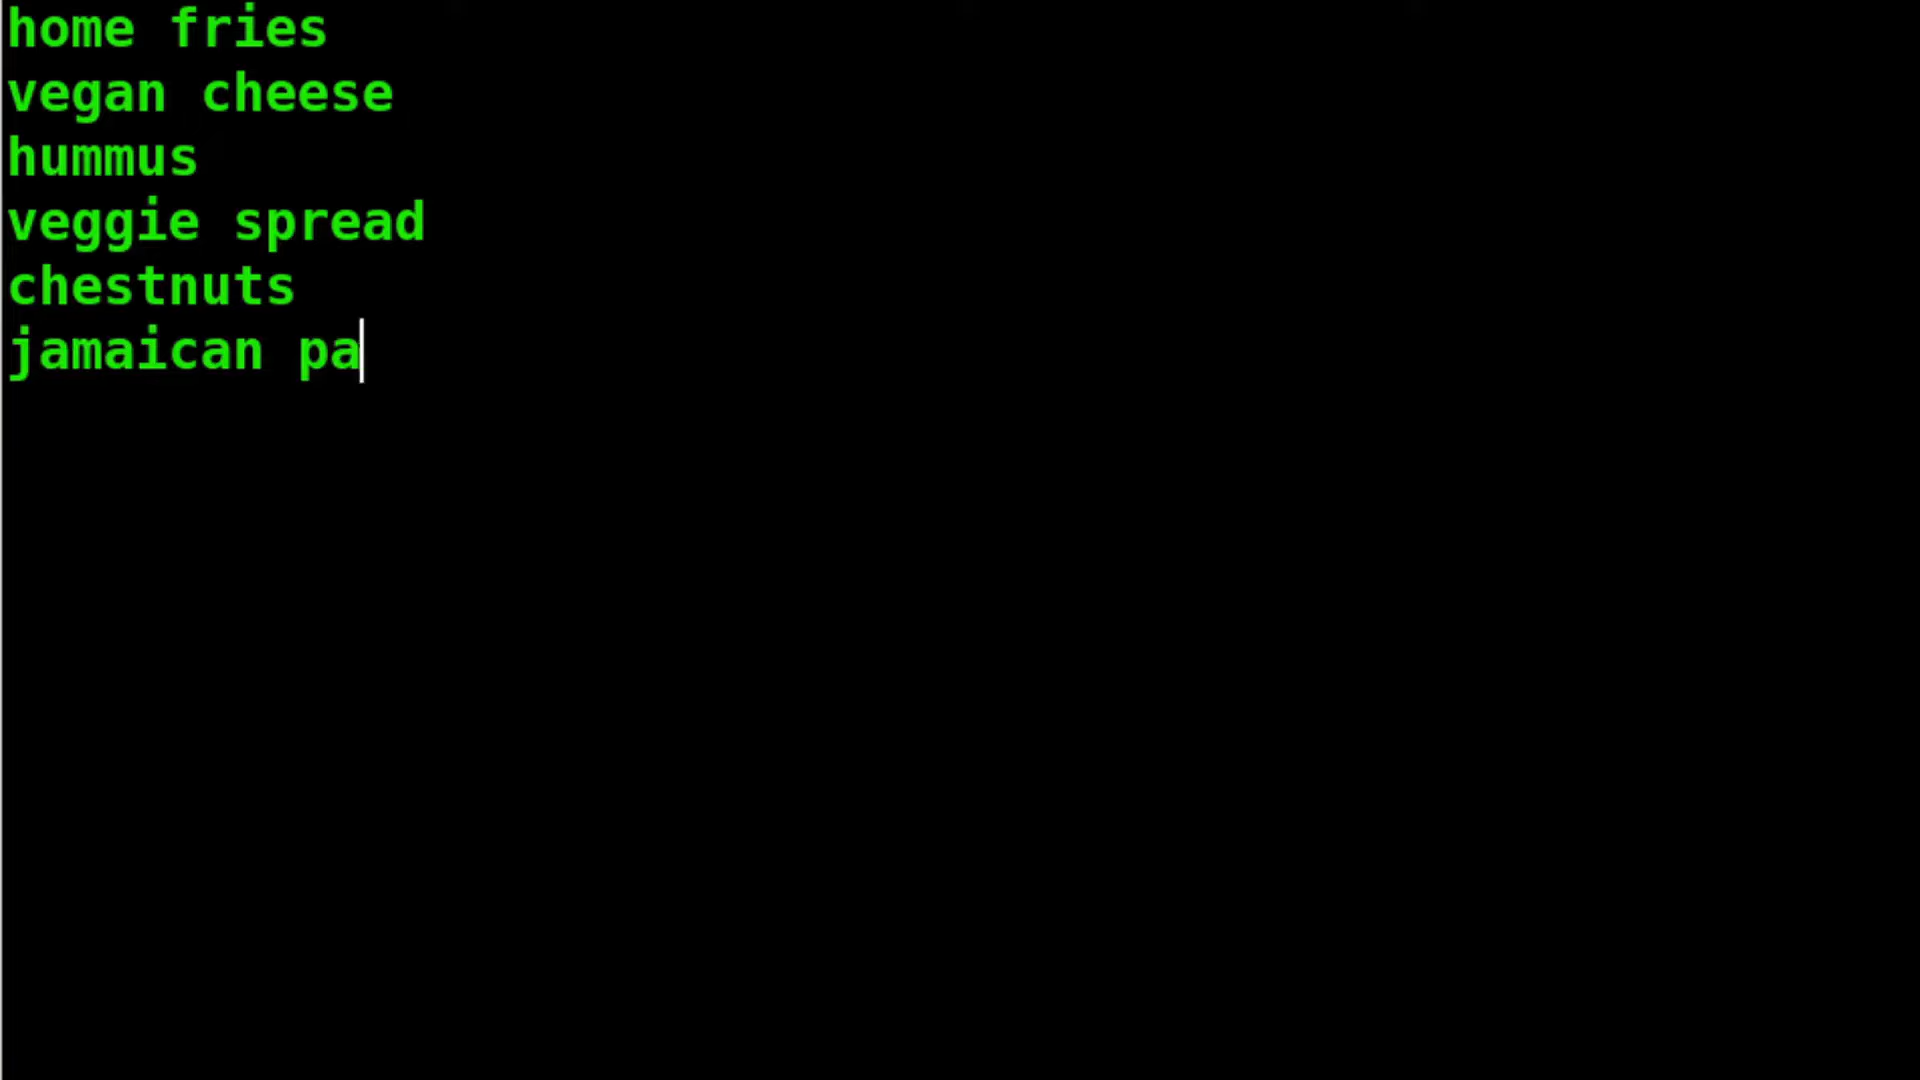 home fries
vegan cheese
hummus
veggie spread
chestnuts
jamaican pa